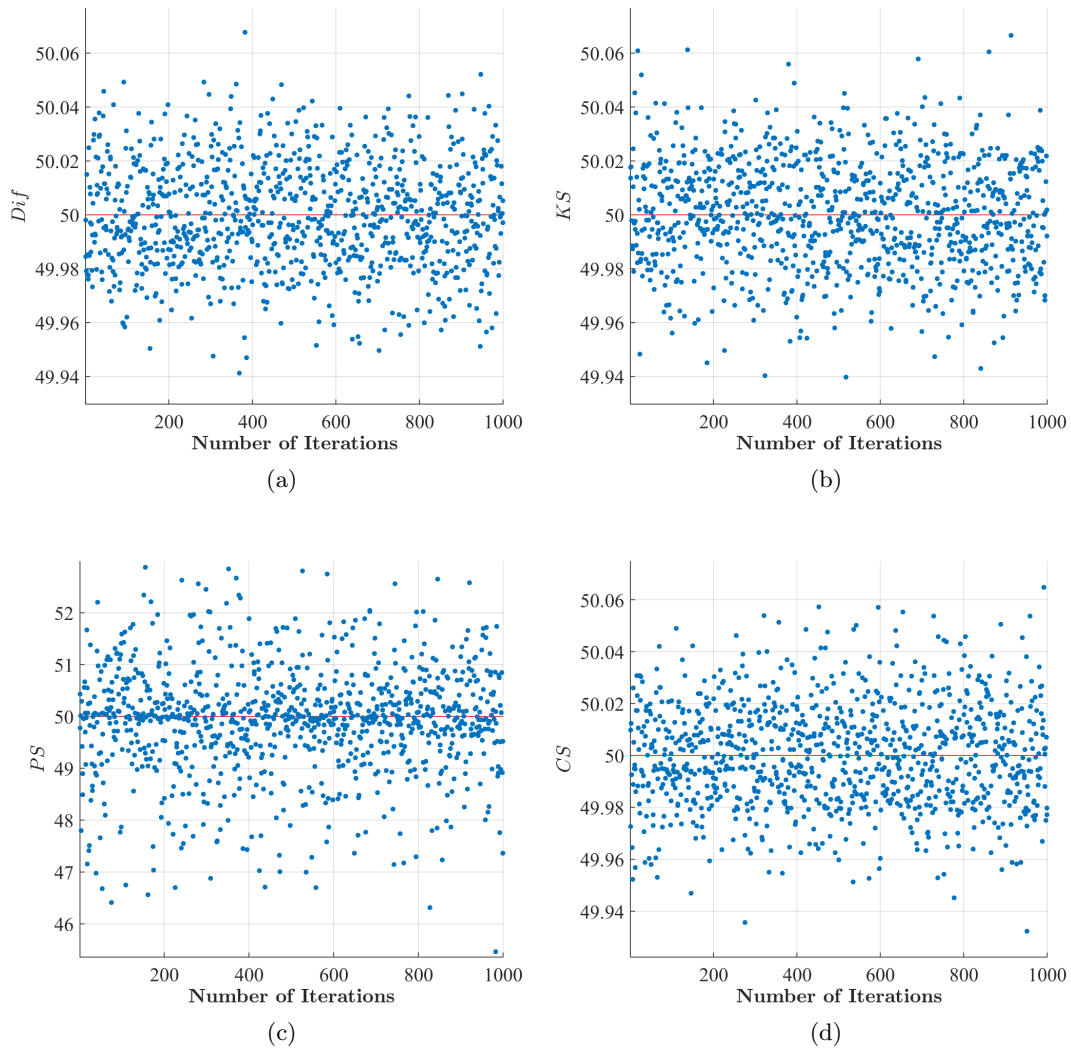 50.06
50.04
50.02
50
49.98
49.96
49.94
Dif
200 400 600 800 1000
Number of Iterations
(a)
50.06
50.04
50.02
50
49.98
49.96
49.94
KS
200 400 600 800 1000
Number of Iterations
(b)
52
51
50
49
48
47
46
PS
200 400 600 800 1000
Number of Iterations
(c)
50.06
50.04
50.02
50
49.98
49.96
49.94
CS
200 400 600 800 1000
Number of Iterations
(d)